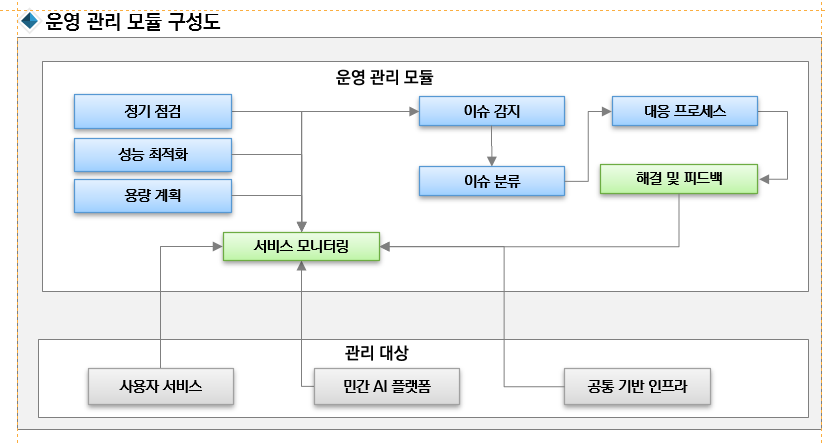 운영 관리 모듈 구성도
운영 관리 모듈
정기 점검
이슈 감지
대응 프로세스
성능 최적화
이슈 분류
해결 및 피드백
용량 계획
서비스 모니터링
관리 대상
사용자 서비스
민간 AI 플랫폼
공통 기반 인프라